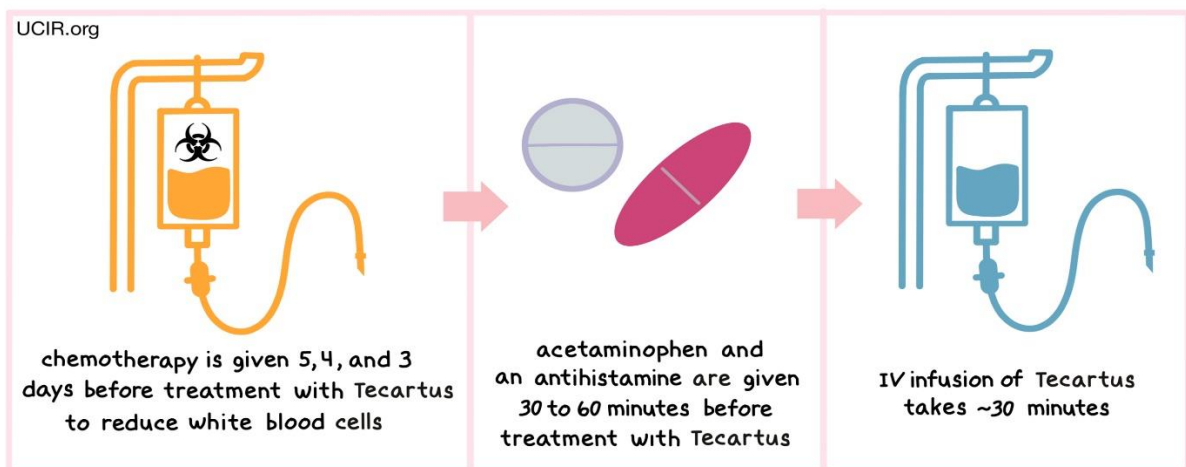 UCIR.org
chemotherapy is given 5, 4, and 3
days before treatment with Tecartus
to reduce white blood cells
acetaminophen and
an antihistamine are given
30 to 60 minutes before
treatment with Tecartus
IV infusion of Tecartus
takes ~30 minutes